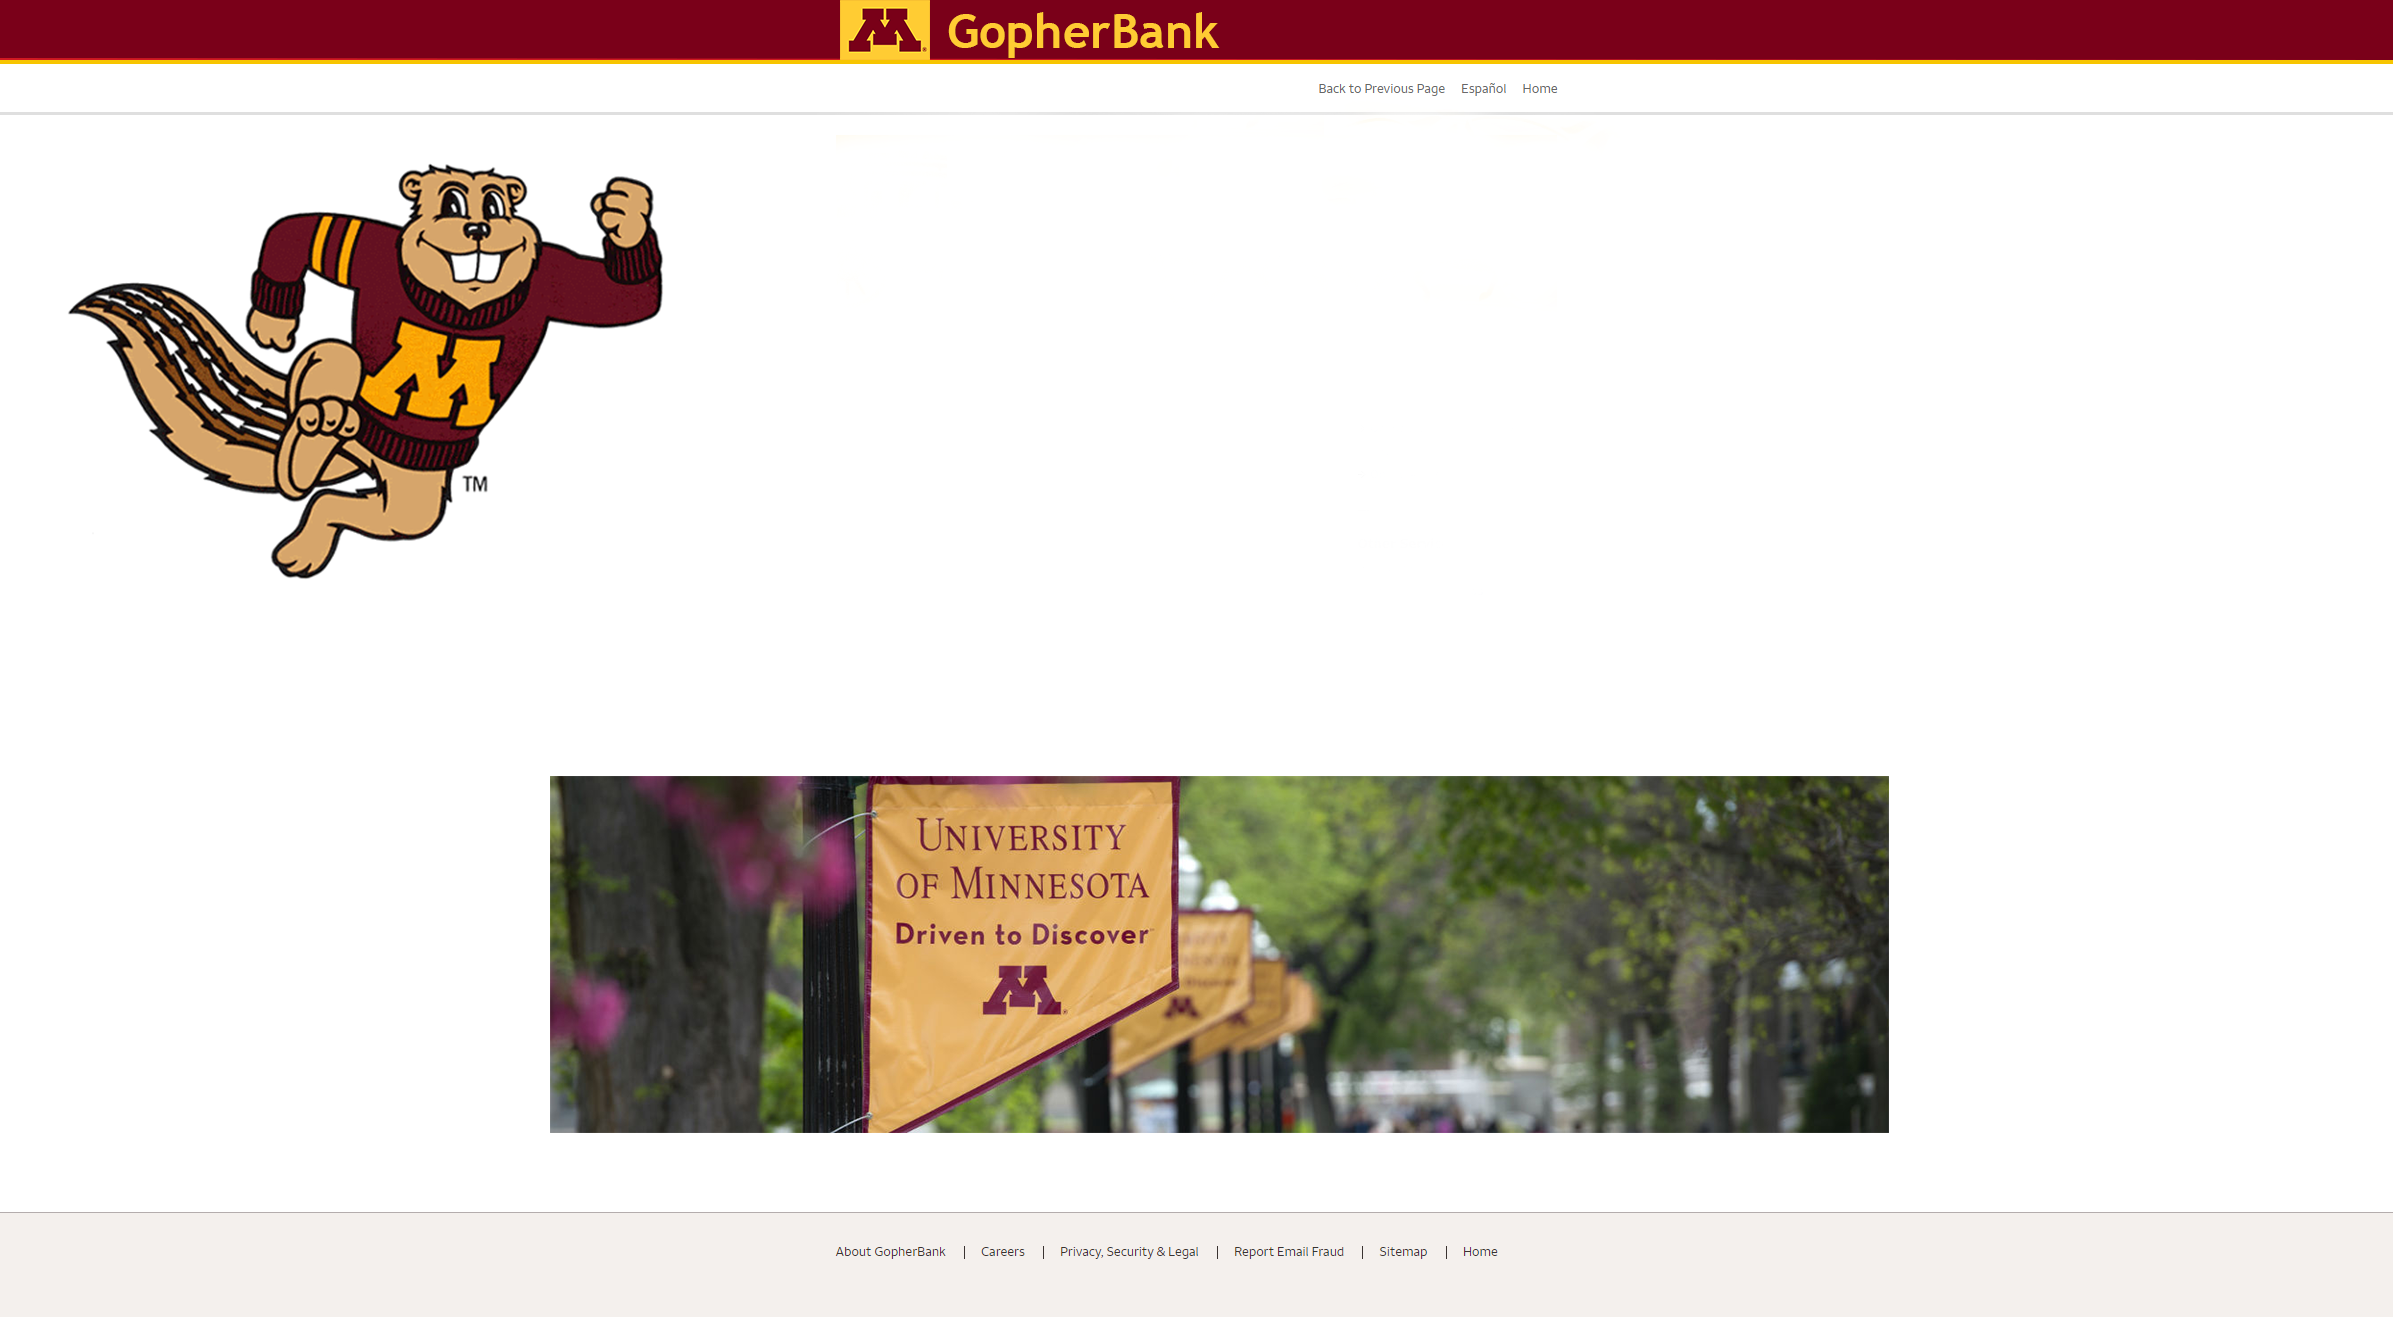 M GopherBank
Back to Previous Page Español Home
M
TM
UNIVERSITY
OF MINNESOTA
Driven to Discover
M
About GopherBank | Careers | Privacy, Security & Legal | Report Email Fraud | Sitemap | Home